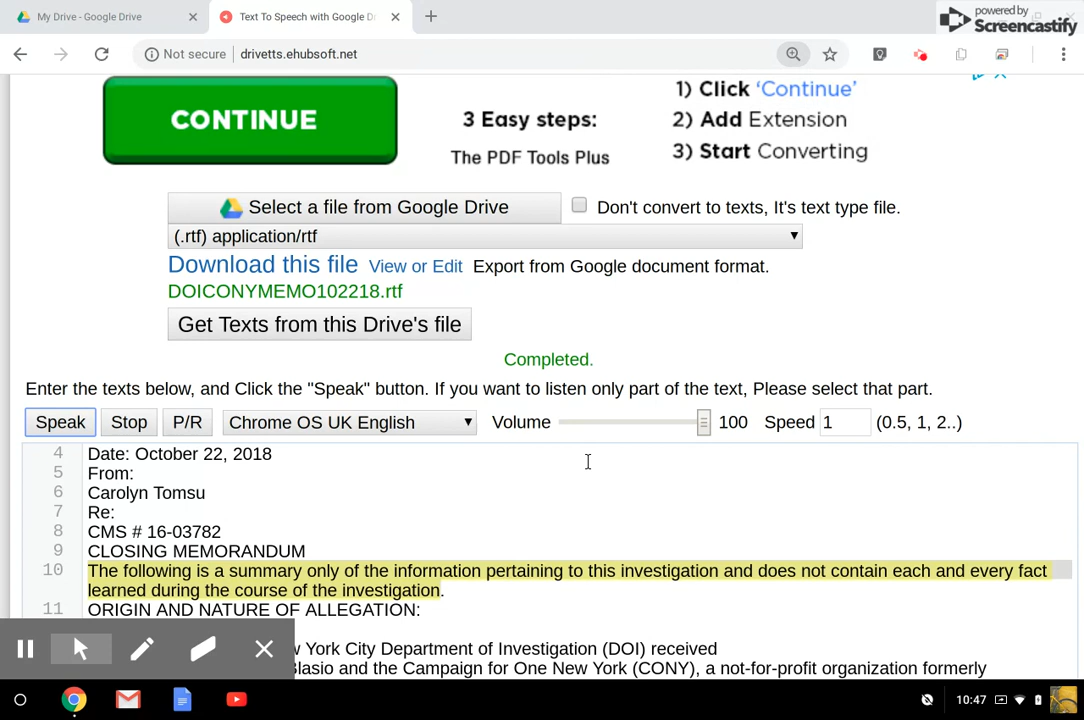 My Drive - Google Drive
Text To Speech with Google Dr
powered by
Screencastify
Not secure | drivetts.ehubsoft.net
CONTINUE
3 Easy steps:
The PDF Tools Plus
1) Click ‘Continue’
2) Add Extension
3) Start Converting
Select a file from Google Drive
Don't convert to texts, It's text type file.
(.rtf) application/rtf
Download this file View or Edit Export from Google document format.
DOICONYMEMO102218.rtf
Get Texts from this Drive's file
Completed.
Enter the texts below, and Click the "Speak" button. If you want to listen only part of the text, Please select that part.
Speak Stop P/R Chrome OS UK English Volume 100 Speed 1 (0.5, 1, 2..)
4 Date: October 22, 2018
5 From:
6 Carolyn Tomsu
7 Re:
8 CMS # 16-03782
9 CLOSING MEMORANDUM
10 The following is a summary only of the information pertaining to this investigation and does not contain each and every fact
learned during the course of the investigation.
11 ORIGIN AND NATURE OF ALLEGATION:
York City Department of Investigation (DOI) received
Blasio and the Campaign for One New York (CONY), a not-for-profit organization formerly
10:47